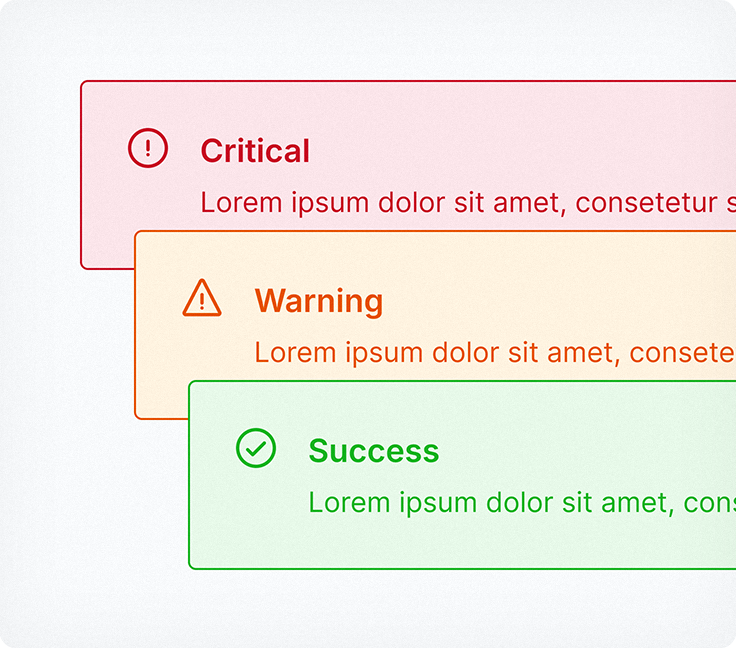 Critical
Lorem ipsum dolor sit amet, consetetur s
Warning
Lorem ipsum dolor sit amet, consete
Success
Lorem ipsum dolor sit amet, cons